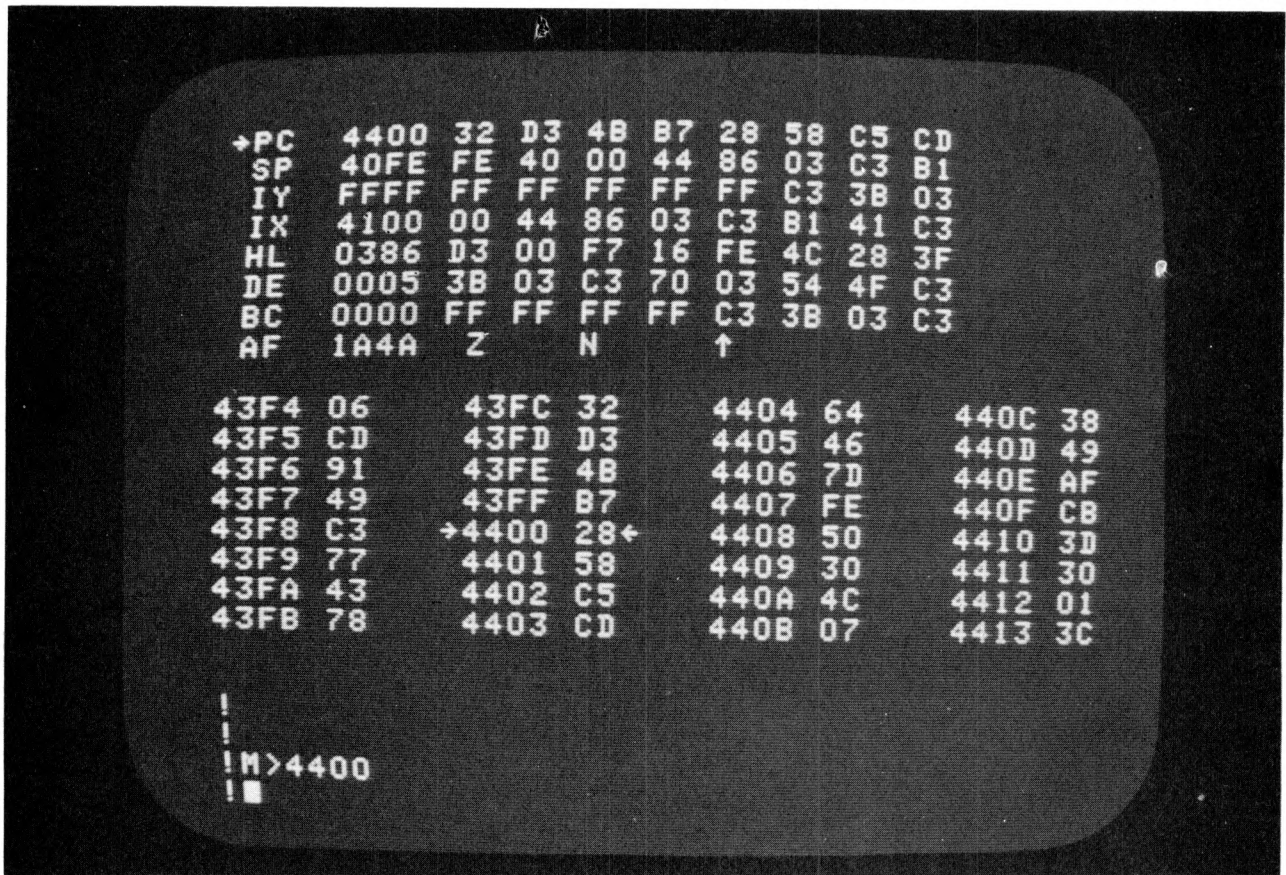 →PC 4400 32 D3 4B B7 28 58 C5 CD
SP 40FE FE 40 00 44 86 03 C3 B1
IY FFFF FF FF FF FF FF C3 3B 03
IX 4100 00 44 86 03 C3 B1 41 C3
HL 0386 D3 00 F7 16 FE 4C 28 3F
DE 0005 3B 03 C3 70 03 54 4F C3
BC 0000 FF FF FF FF C3 3B 03 C3
AF 1A4A Z N ↑
43F4 06 43FC 32 4404 64 440C 38
43F5 CD 43FD D3 4405 46 440D 49
43F6 91 43FE 4B 4406 7D 440E AF
43F7 49 43FF B7 4407 FE 440F CB
43F8 C3 →4400 28← 4408 50 4410 3D
43F9 77 4401 58 4409 30 4411 30
43FA 43 4402 C5 440A 4C 4412 01
43FB 78 4403 CD 440B 07 4413 3C
!
!
!M>4400
!